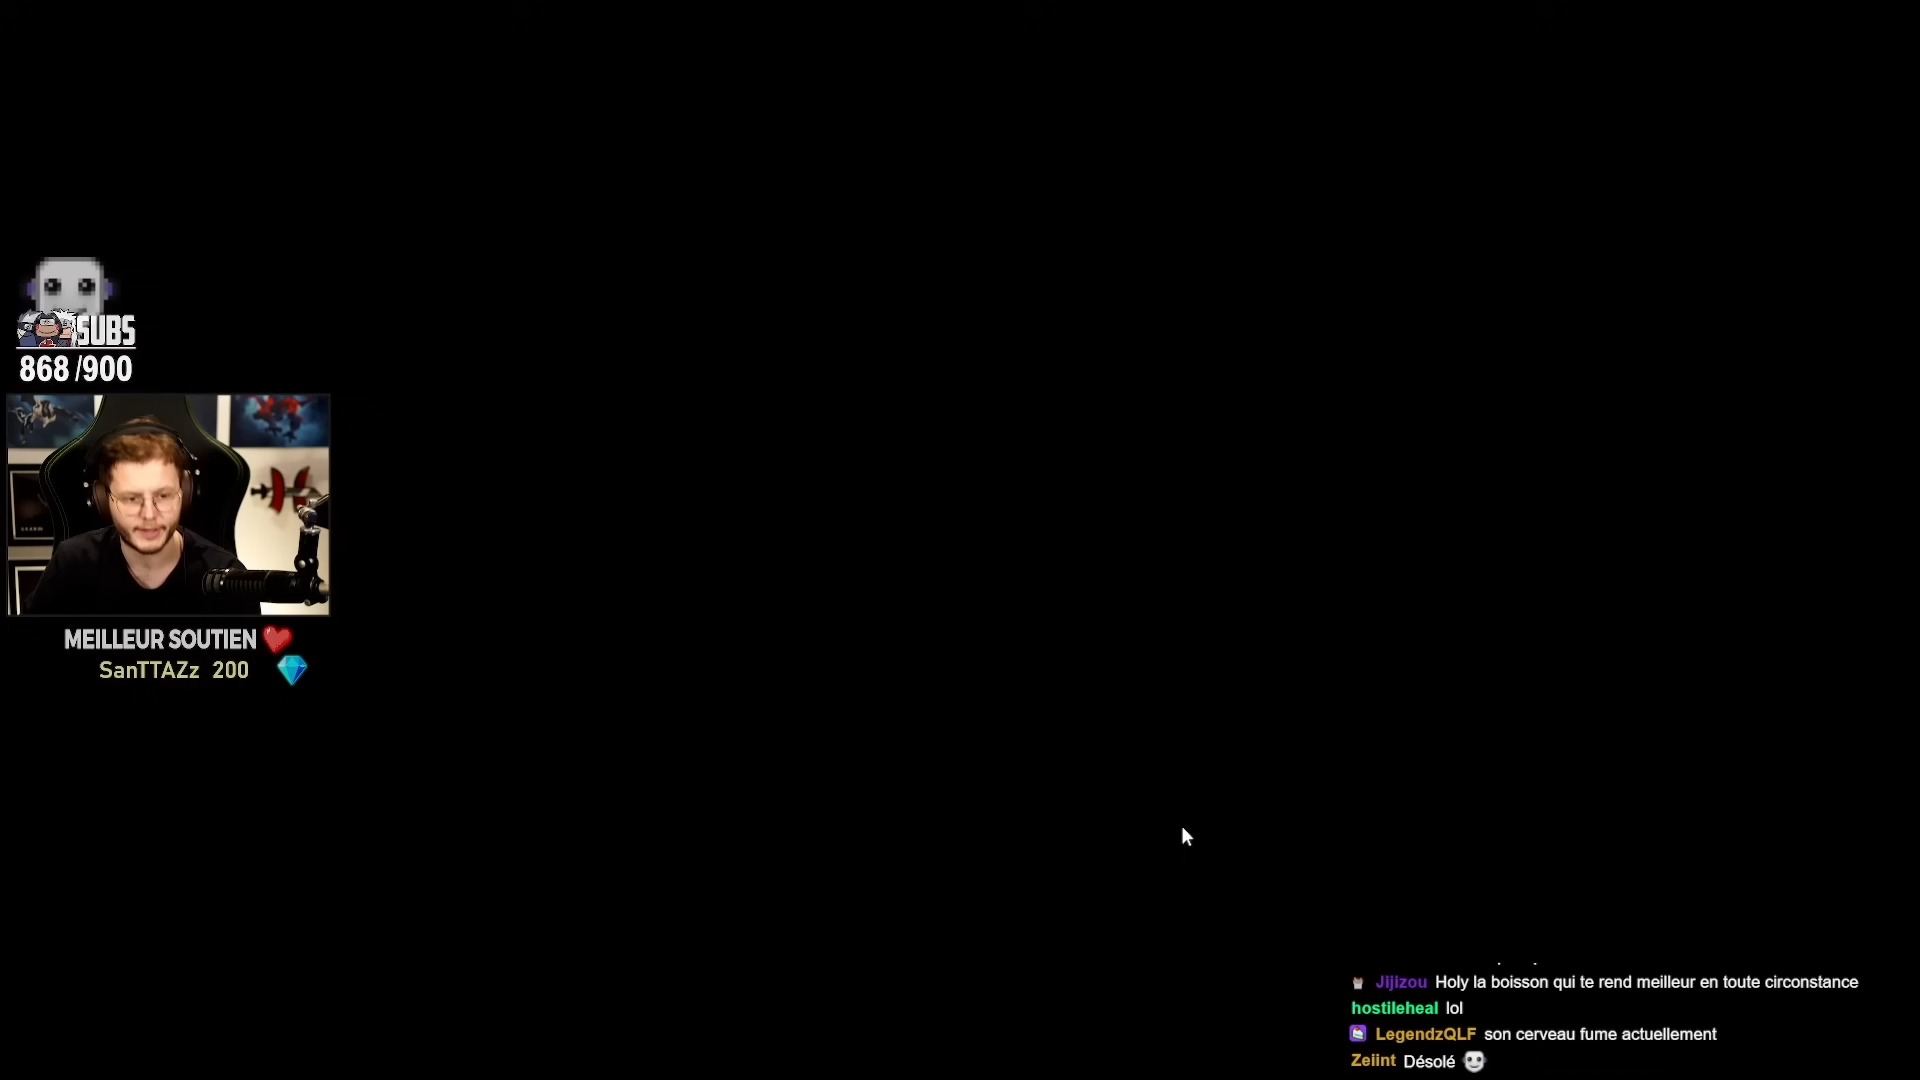 SUBS
868 /900
MEILLEUR SOUTIEN
SanTTAZz 200
Jijizou Holy la boisson qui te rend meilleur en toute circonstance
hostileheal lol
LegendzQLF son cerveau fume actuellement
Zeiint Désolé